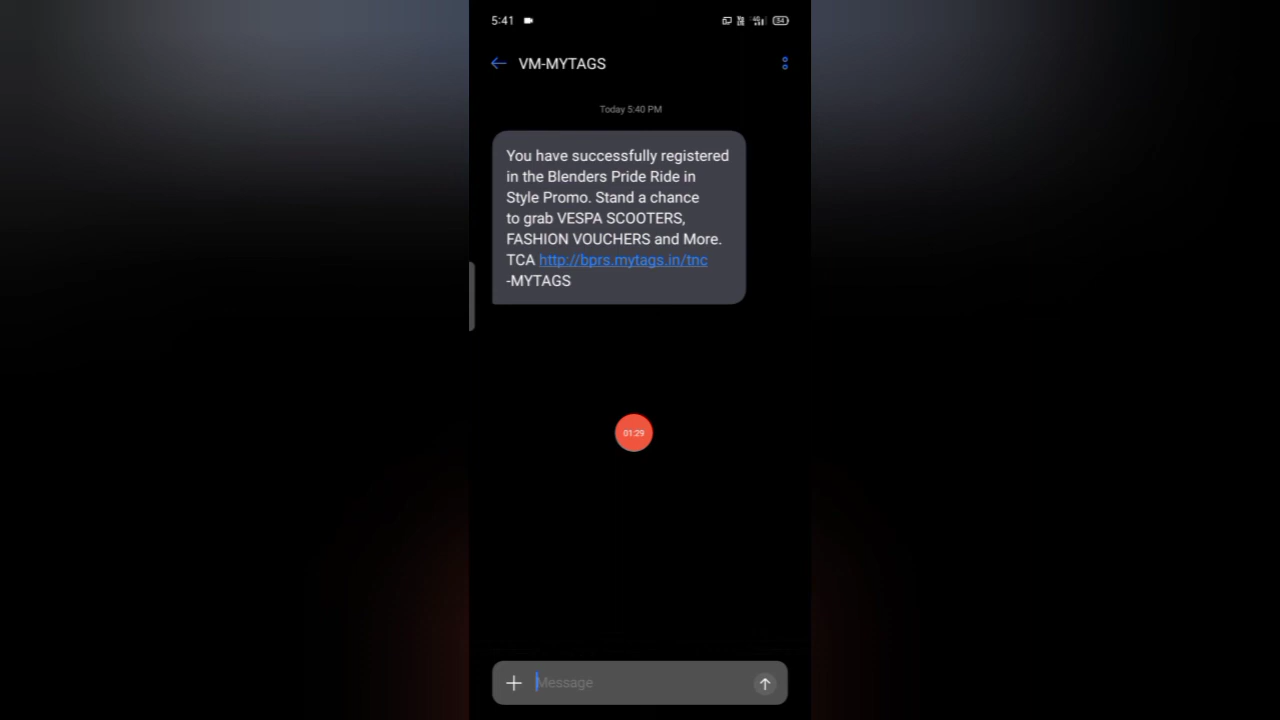 5:41
54
VM-MYTAGS
Today 5:40 PM
You have successfully registered
in the Blenders Pride Ride in
Style Promo. Stand a chance
to grab VESPA SCOOTERS,
FASHION VOUCHERS and More.
TCA http://bprs.mytags.in/tnc
-MYTAGS
01:29
Message